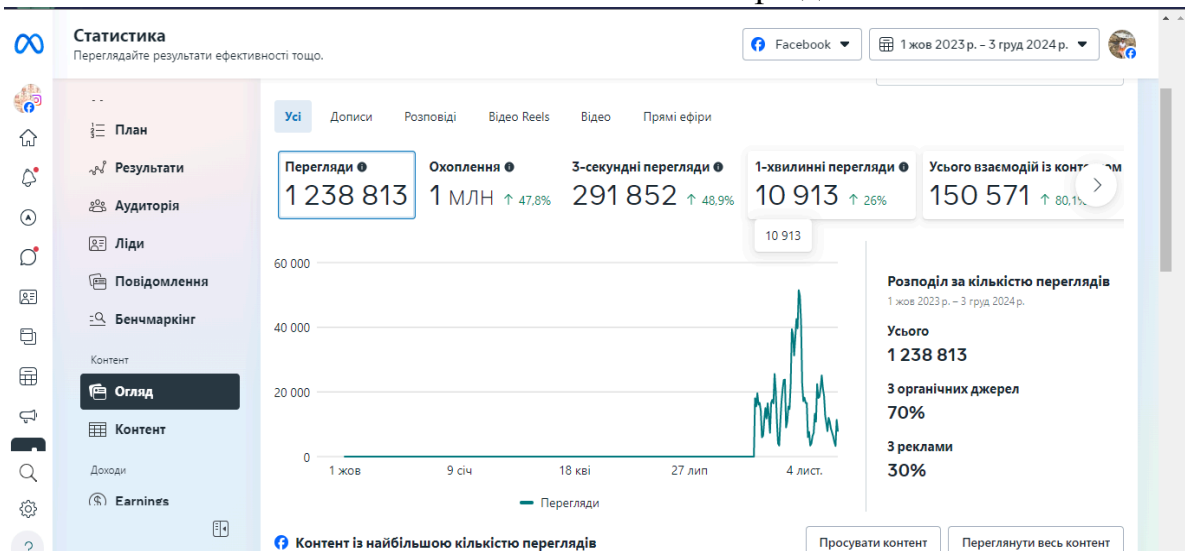 Статистика
Переглядайте результати ефективності тощо.
Facebook
1 жов 2023 р. – 3 груд 2024 р.
План
Результати
Аудиторія
Ліди
Повідомлення
Бенчмаркінг
Контент
Огляд
Контент
Доходи
Earnings
Усі Дописи Розповіді Відео Reels Відео Прямі ефіри
Перегляди
1 238 813
Охоплення
1 млн ↑ 47,8%
3-секундні перегляди
291 852 ↑ 48,9%
1-хвилинні перегляди
10 913 ↑ 26%
10 913
Усього взаємодій із контентом
150 571 ↑ 80,1%
60 000
40 000
20 000
0
1 жов 9 січ 18 кві 27 лип 4 лист.
Перегляди
Розподіл за кількістю переглядів
1 жов 2023 р. – 3 груд 2024 р.
Усього
1 238 813
З органічних джерел
70%
З реклами
30%
Контент із найбільшою кількістю переглядів
Просувати контент
Переглянути весь контент